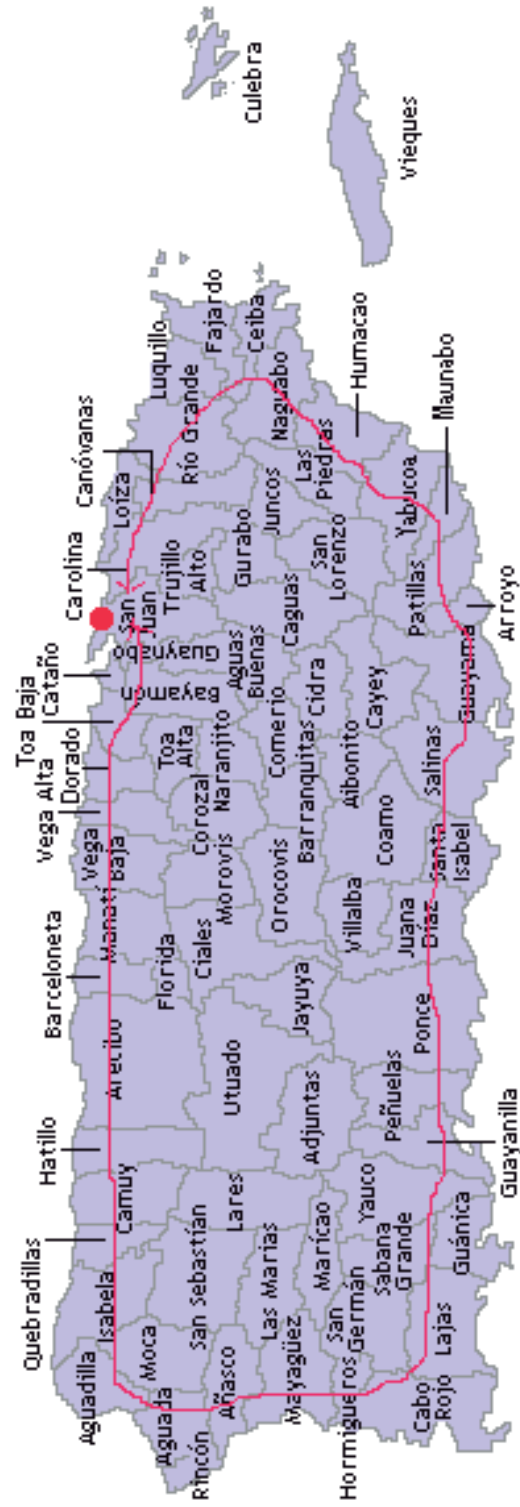 Quebradillas
Hatillo
Barceloneta
Vega Alta
Dorado
Toa Baja
Cataño
Carolina
Canóvanas
Aguadilla
Isabela
Camuy
Arecibo
Manatí
Vega
Baja
San
Juan
Loíza
Luquillo
Río Grande
Fajardo
Ceiba
Culebra
Aguada
Moca
San Sebastián
Lares
Utuado
Florida
Ciales
Morovis
Corozal
Toa
Alta
Naranjito
Bayamón
Guaynabo
Trujillo
Alto
Rincón
Añasco
Las Marías
Adjuntas
Jayuya
Orocovis
Barranquitas
Comerío
Aguas
Buenas
Gurabo
Caguas
Juncos
Naguabo
Mayagüez
Maricao
Villalba
Aibonito
Cidra
Cayey
San
Lorenzo
Las
Piedras
Humacao
Vieques
Hormigueros
San
Germán
Sabana
Grande
Yauco
Peñuelas
Ponce
Juana
Díaz
Coamo
Santa
Isabel
Salinas
Guayama
Patillas
Yabucoa
Maunabo
Cabo
Rojo
Lajas
Guánica
Guayanilla
Arroyo